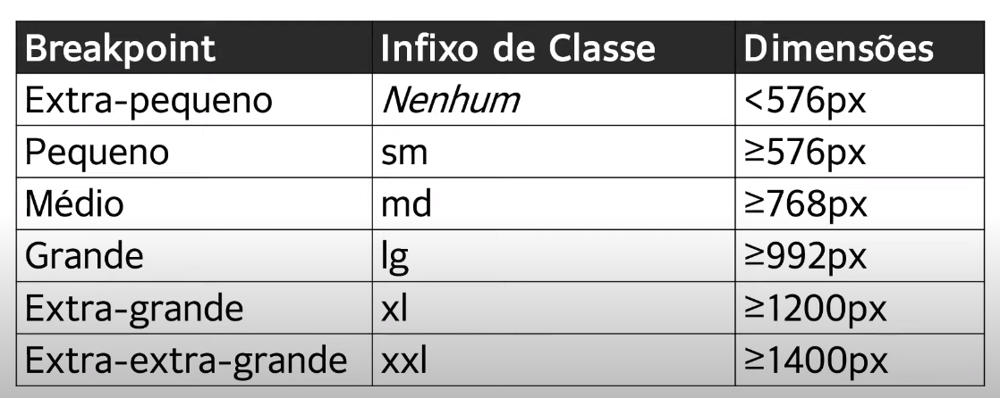 Breakpoint Infixo de Classe Dimensões
Extra-pequeno Nenhum <576px
Pequeno sm ≥576px
Médio md ≥768px
Grande lg ≥992px
Extra-grande xl ≥1200px
Extra-extra-grande xxl ≥1400px